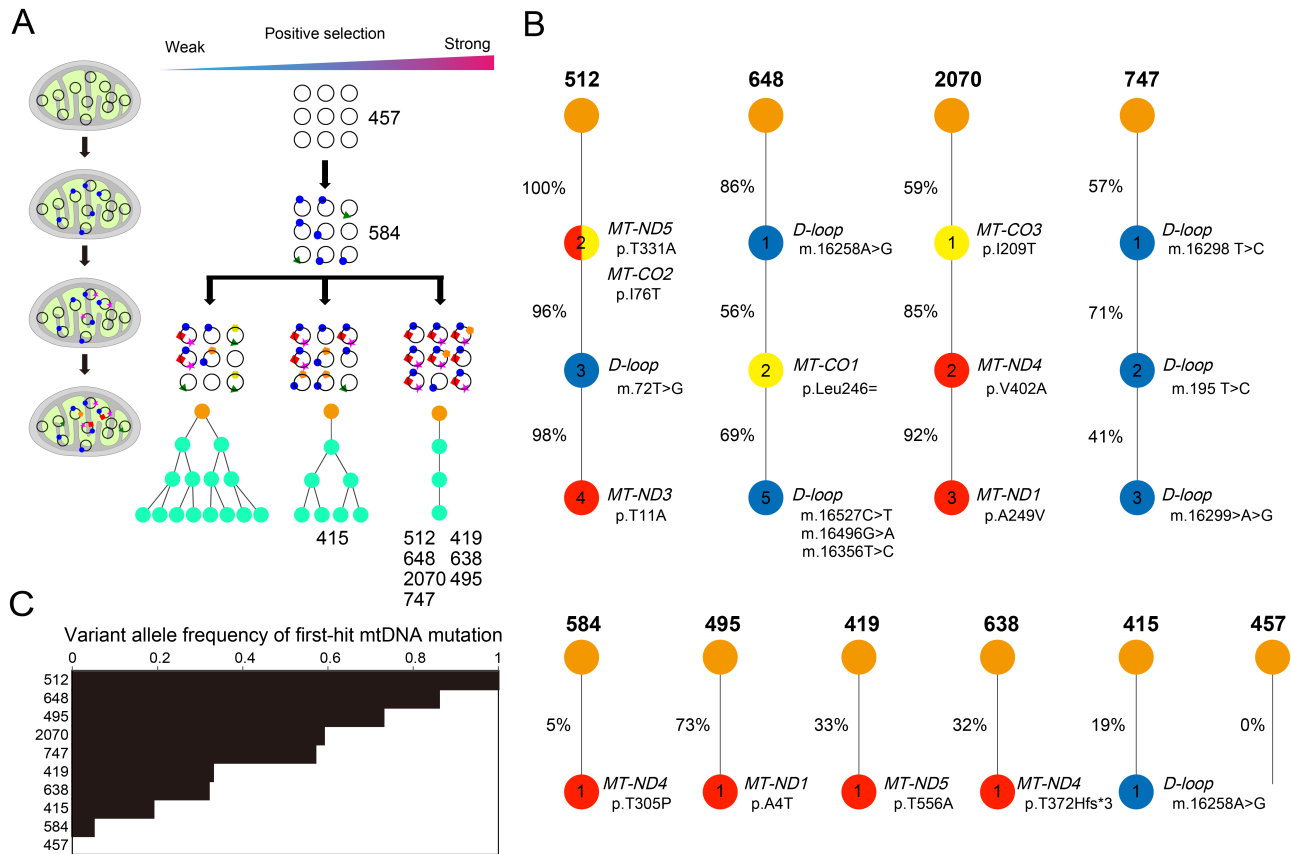 A
Positive selection
Weak
Strong
457
584
415
512 419
648 638
2070 495
747
B
512
648
2070
747
100%
86%
59%
57%
2
MT-ND5
p.T331A
MT-CO2
p.I76T
1
D-loop
m.16258A>G
1
MT-CO3
p.I209T
1
D-loop
m.16298 T>C
96%
56%
85%
71%
3
D-loop
m.72T>G
2
MT-CO1
p.Leu246=
2
MT-ND4
p.V402A
2
D-loop
m.195 T>C
98%
69%
92%
41%
4
MT-ND3
p.T11A
5
D-loop
m.16527C>T
m.16496G>A
m.16356T>C
3
MT-ND1
p.A249V
3
D-loop
m.16299>A>G
584
495
419
638
415
457
5%
73%
33%
32%
19%
0%
1
MT-ND4
p.T305P
1
MT-ND1
p.A4T
1
MT-ND5
p.T556A
1
MT-ND4
p.T372Hfs*3
1
D-loop
m.16258A>G
C
Variant allele frequency of first-hit mtDNA mutation
0 0.2 0.4 0.6 0.8 1
512
648
495
2070
747
419
638
415
584
457